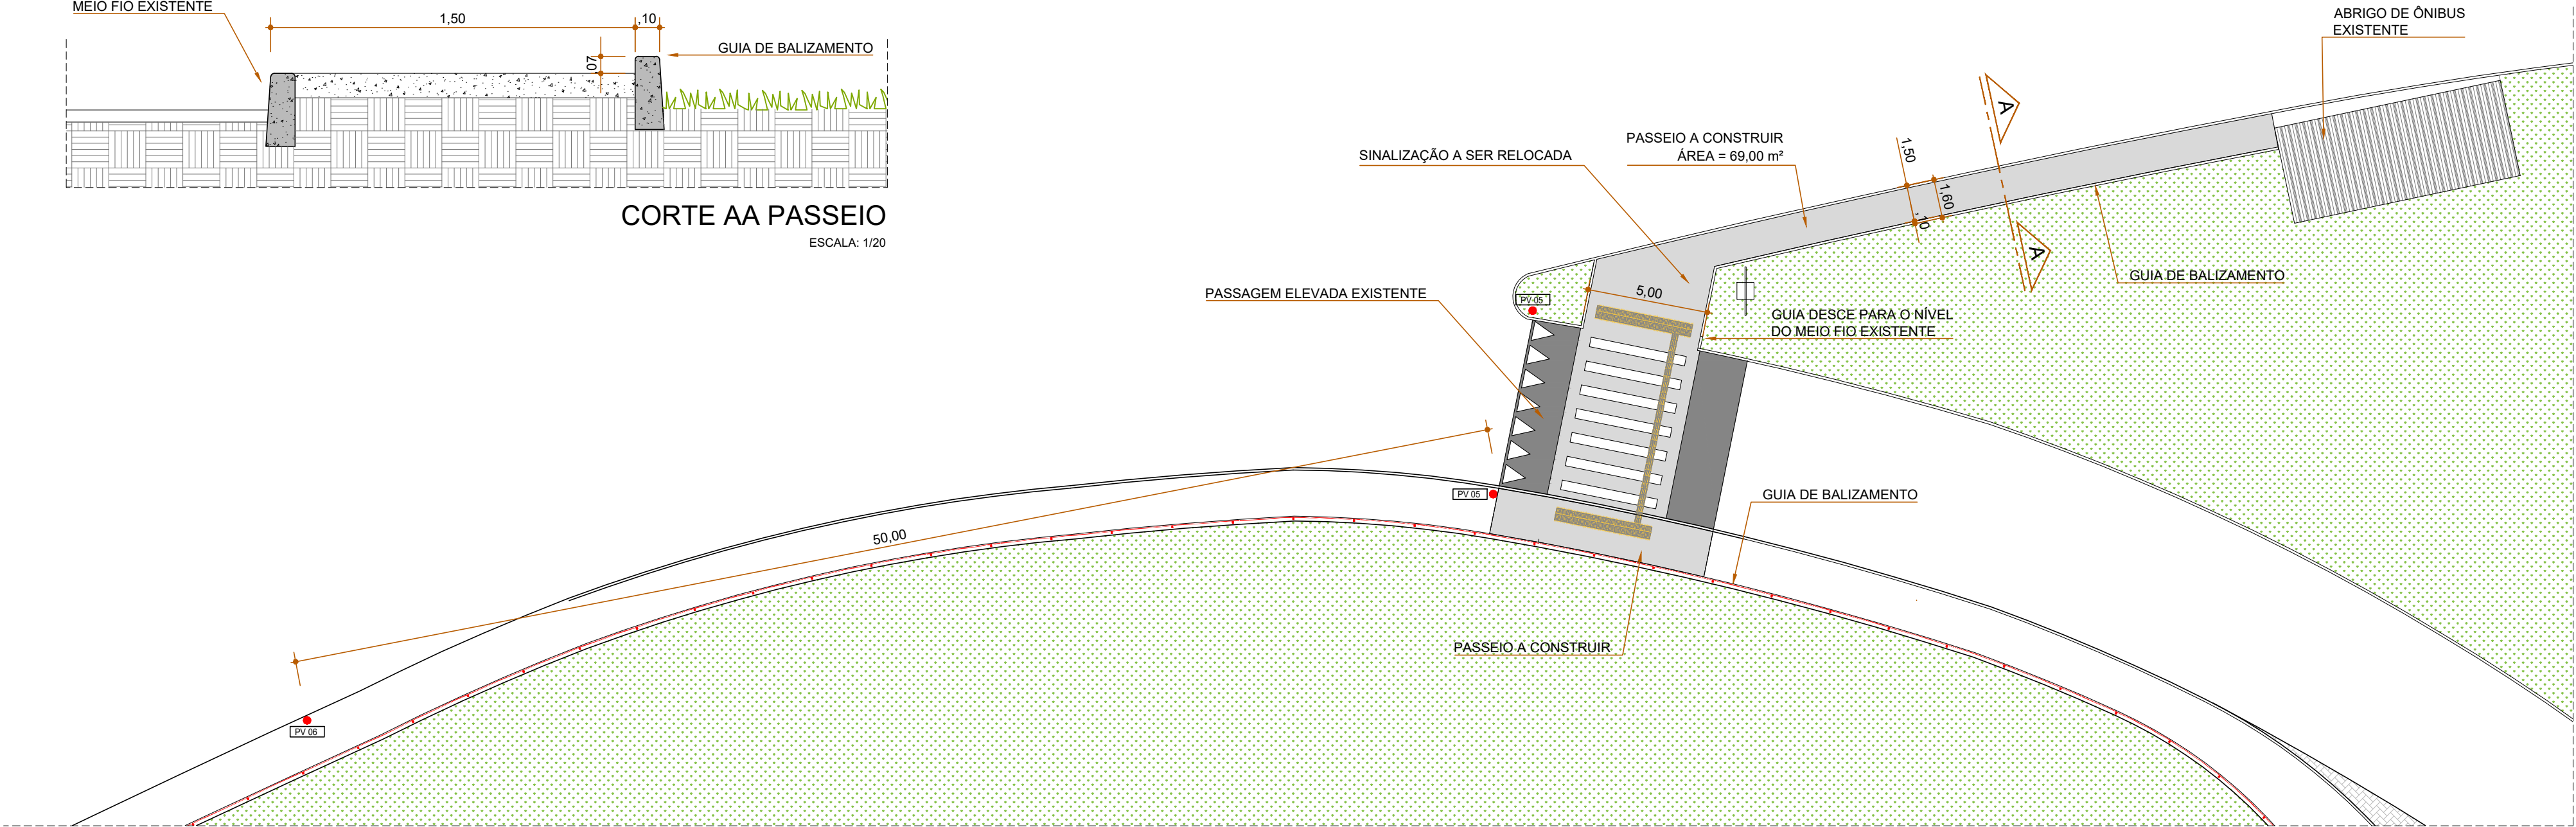 MEIO FIO EXISTENTE
1,50
,10
,07
GUIA DE BALIZAMENTO
CORTE AA PASSEIO
ESCALA: 1/20
ABRIGO DE ÔNIBUS
EXISTENTE
A
PASSEIO A CONSTRUIR
ÁREA = 69,00 m²
SINALIZAÇÃO A SER RELOCADA
1,50
1,60
,10
A
GUIA DE BALIZAMENTO
PASSAGEM ELEVADA EXISTENTE
PV 05
5,00
GUIA DESCE PARA O NÍVEL
DO MEIO FIO EXISTENTE
PV 05
GUIA DE BALIZAMENTO
50,00
PASSEIO A CONSTRUIR
PV 06